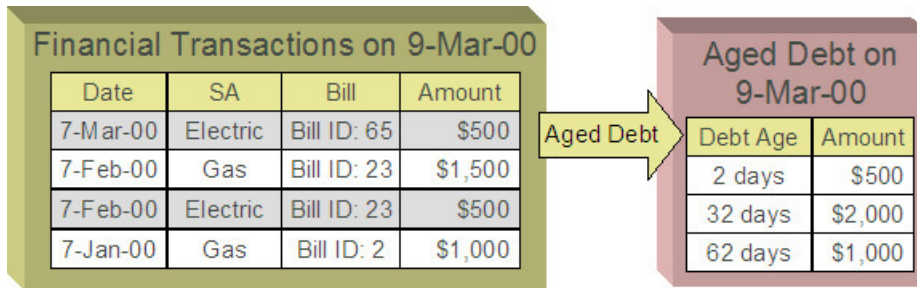 Financial Transactions on 9-Mar-00
Date SA Bill Amount
7-Mar-00 Electric Bill ID: 65 $500
7-Feb-00 Gas Bill ID: 23 $1,500
7-Feb-00 Electric Bill ID: 23 $500
7-Jan-00 Gas Bill ID: 2 $1,000
Aged Debt
Aged Debt on
9-Mar-00
Debt Age Amount
2 days $500
32 days $2,000
62 days $1,000